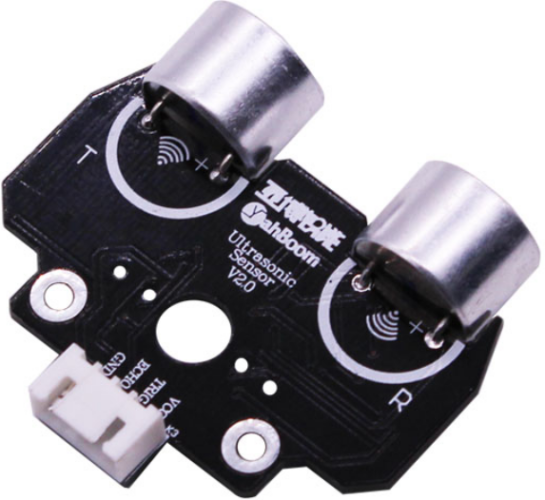 T
+
YahBoom
Ultrasonic
Sensor
V2.0
+
R
GND
ECHO
TRIG
VCC